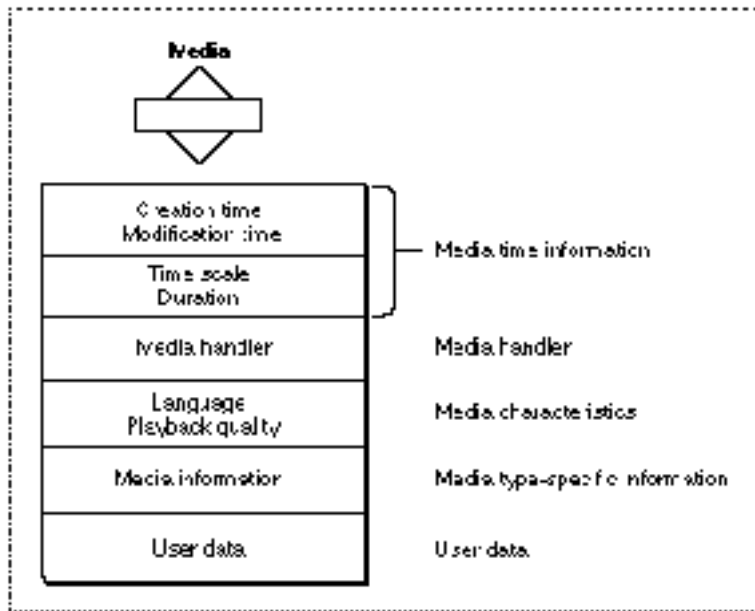 Media
Creation time
Modification time
Media time information
Time scale
Duration
Media handler
Media handler
Language
Playback quality
Media characteristics
Media information
Media type-specific information
User data
User data